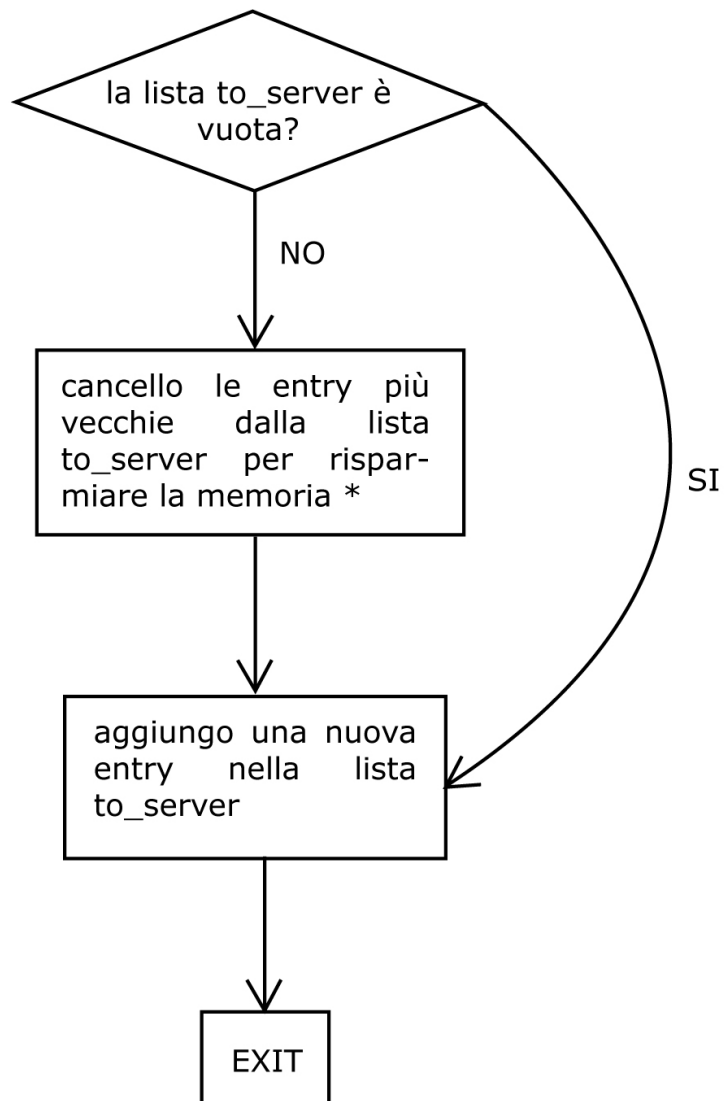 la lista to_server è
vuota?
NO
cancello le entry più
vecchie dalla lista
to_server per rispar-
miare la memoria *
SI
aggiungo una nuova
entry nella lista
to_server
EXIT